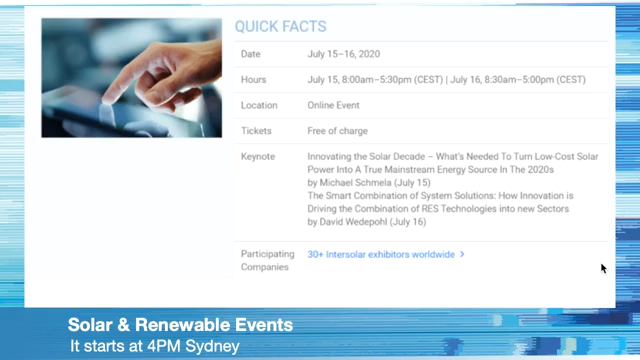 QUICK FACTS
Date July 15–16, 2020
Hours July 15, 8:00am–5:30pm (CEST) | July 16, 8:30am–5:00pm (CEST)
Location Online Event
Tickets Free of charge
Keynote Innovating the Solar Decade – What's Needed To Turn Low-Cost Solar
Power Into A True Mainstream Energy Source In The 2020s
by Michael Schmela (July 15)
The Smart Combination of System Solutions: How Innovation is
Driving the Combination of RES Technologies into new Sectors
by David Wedepohl (July 16)
Participating 30+ Intersolar exhibitors worldwide >
Companies
Solar & Renewable Events
It starts at 4PM Sydney